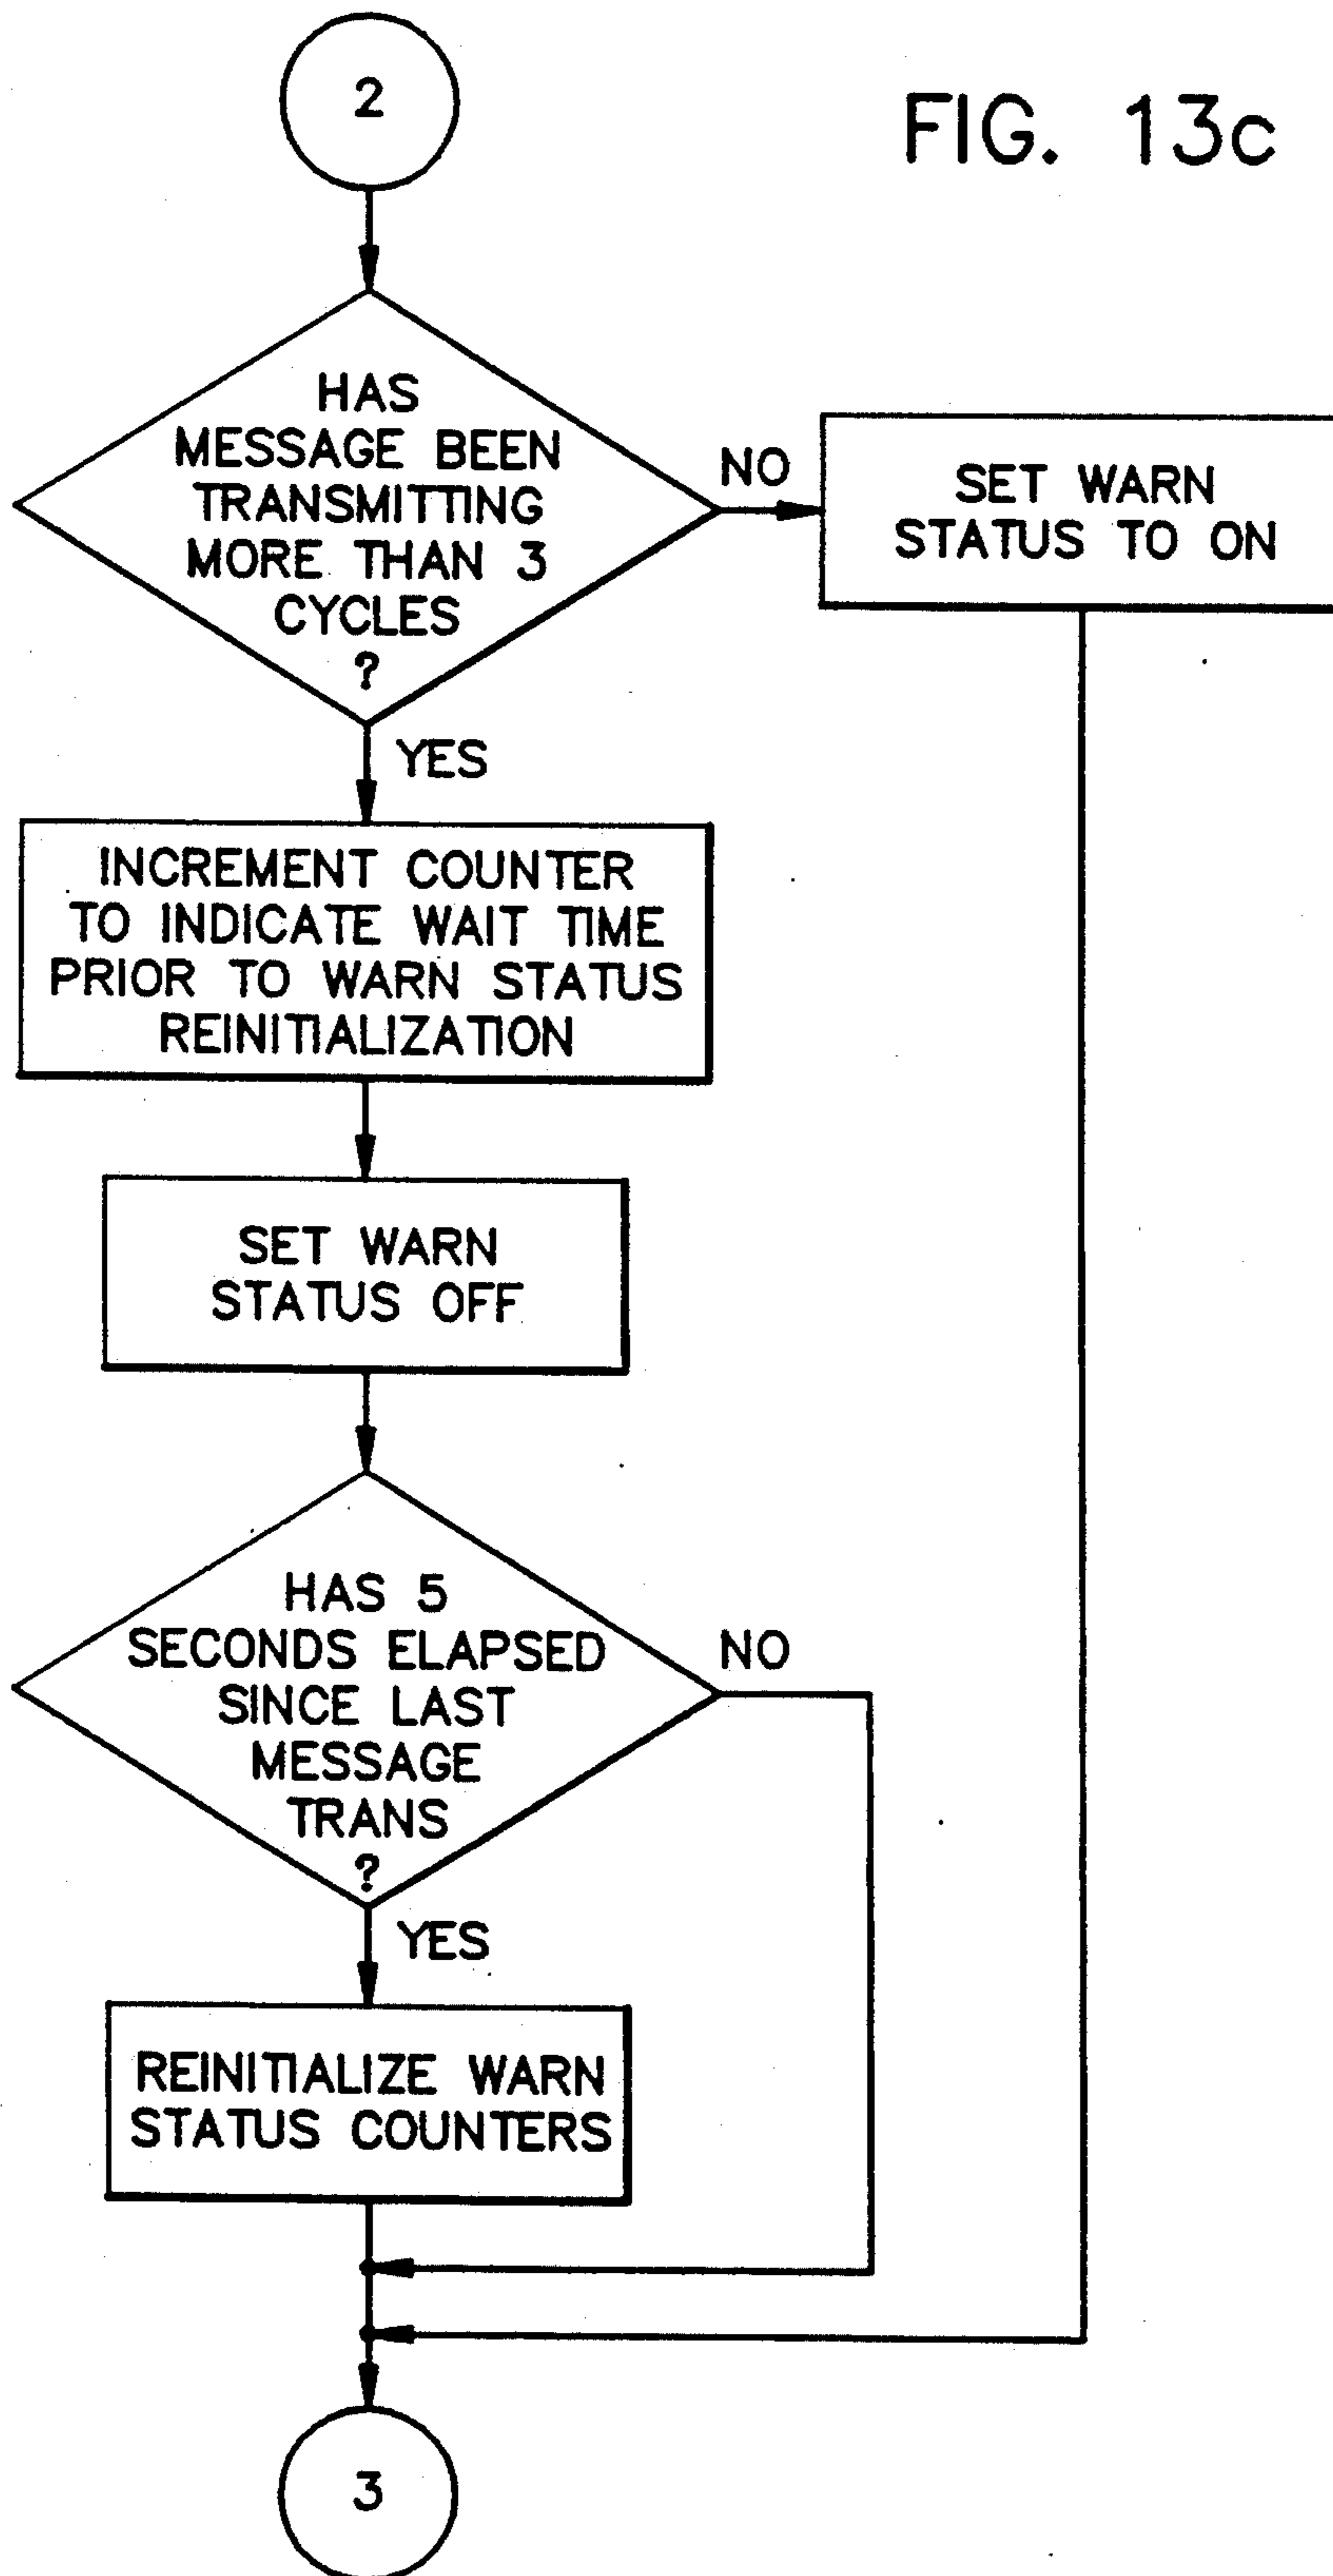 2
FIG. 13c
HAS
MESSAGE BEEN
TRANSMITTING
MORE THAN 3
CYCLES
?
NO
SET WARN
STATUS TO ON
YES
INCREMENT COUNTER
TO INDICATE WAIT TIME
PRIOR TO WARN STATUS
REINITIALIZATION
SET WARN
STATUS OFF
HAS 5
SECONDS ELAPSED
SINCE LAST
MESSAGE
TRANS
?
NO
YES
REINITIALIZE WARN
STATUS COUNTERS
3